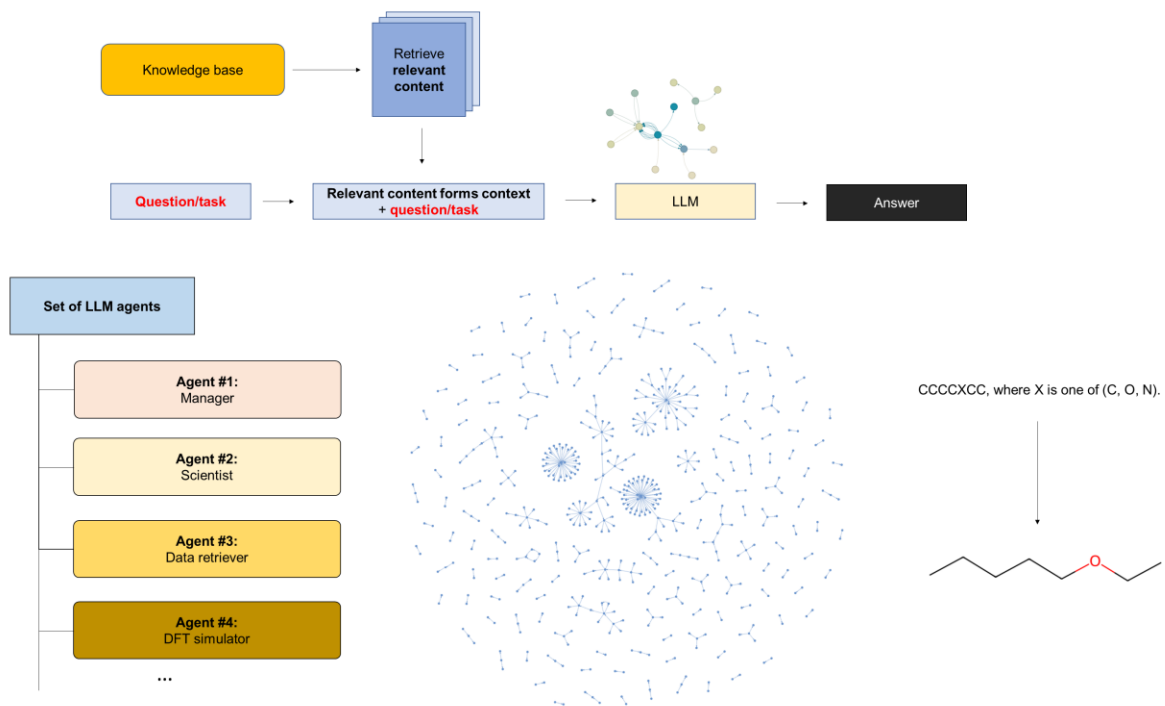 Knowledge base
Retrieve
relevant
content
Question/task
Relevant content forms context
+ question/task
LLM
Answer
Set of LLM agents
Agent #1:
Manager
Agent #2:
Scientist
Agent #3:
Data retriever
Agent #4:
DFT simulator
...
CCCCXCC, where X is one of (C, O, N).
O